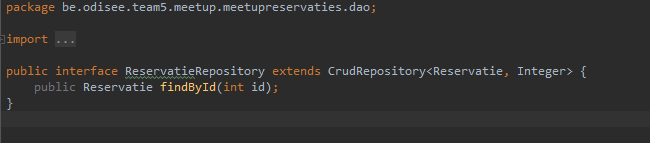 package be.odisee.team5.meetup.meetupreservaties.dao;
import ...
public interface ReservatieRepository extends CrudRepository<Reservatie, Integer> {
public Reservatie findById(int id);
}